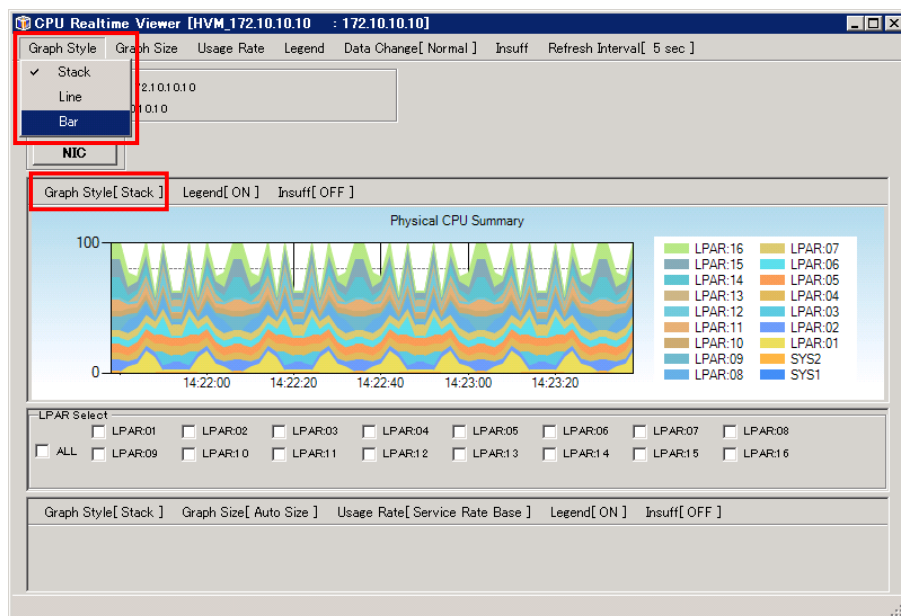 CPU Realtime Viewer [HVM_172.10.10.10 : 172.10.10.10]
Graph Style Graph Size Usage Rate Legend Data Change[ Normal ] Insuff Refresh Interval[ 5 sec ]
✓ Stack
Line
Bar
NIC
Graph Style[ Stack ] Legend[ ON ] Insuff[ OFF ]
Physical CPU Summary
100
0
14:22:00 14:22:20 14:22:40 14:23:00 14:23:20
LPAR:16 LPAR:07
LPAR:15 LPAR:06
LPAR:14 LPAR:05
LPAR:13 LPAR:04
LPAR:12 LPAR:03
LPAR:11 LPAR:02
LPAR:10 LPAR:01
LPAR:09 SYS2
LPAR:08 SYS1
LPAR Select
LPAR:01 LPAR:02 LPAR:03 LPAR:04 LPAR:05 LPAR:06 LPAR:07 LPAR:08
ALL LPAR:09 LPAR:10 LPAR:11 LPAR:12 LPAR:13 LPAR:14 LPAR:15 LPAR:16
Graph Style[ Stack ] Graph Size[ Auto Size ] Usage Rate[ Service Rate Base ] Legend[ ON ] Insuff[ OFF ]